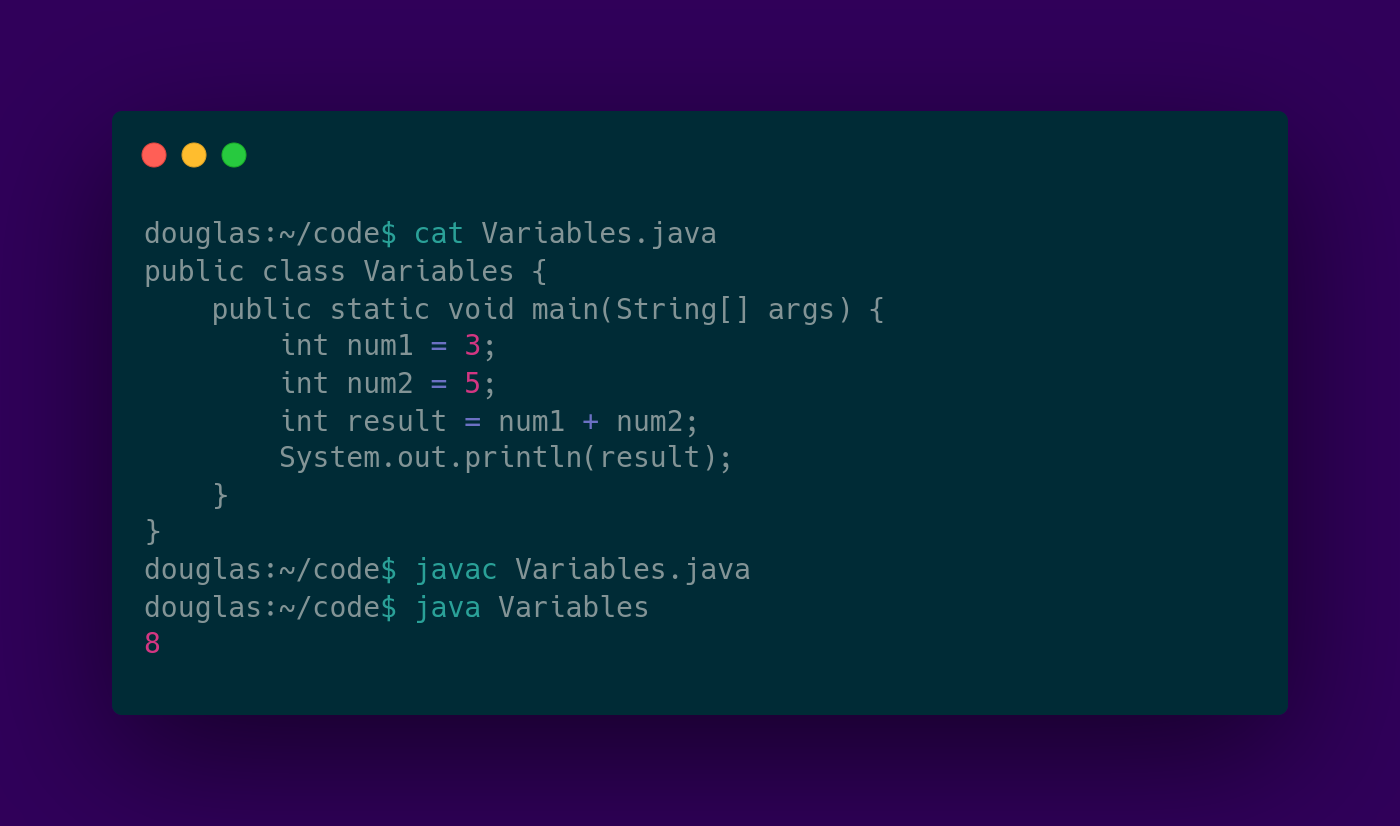 douglas:~/code$ cat Variables.java
public class Variables {
    public static void main(String[] args) {
        int num1 = 3;
        int num2 = 5;
        int result = num1 + num2;
        System.out.println(result);
    }
}
douglas:~/code$ javac Variables.java
douglas:~/code$ java Variables
8